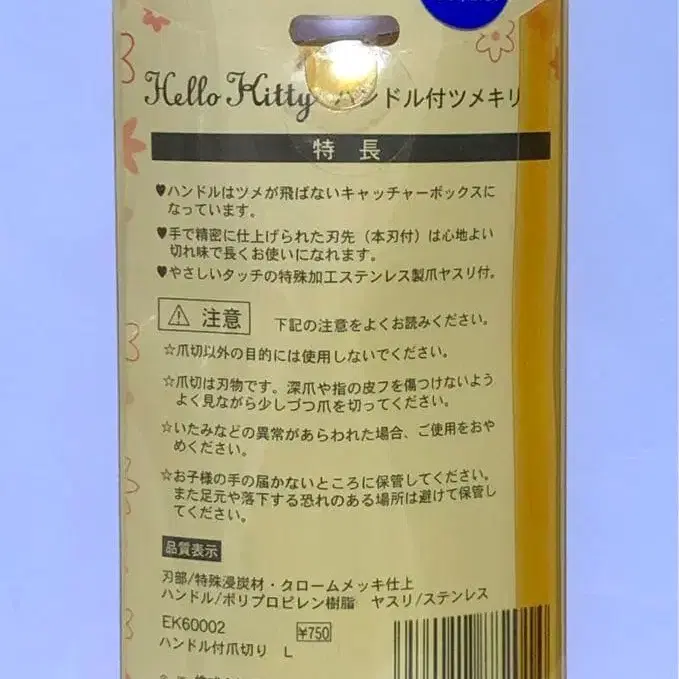 Hello Kitty ハンドル付ツメキリ
特長
♥ハンドルはツメが飛ばないキャッチャーボックスに
なっています。
♥手で精密に仕上げられた刃先（本刃付）は心地よい
切れ味で長くお使いになれます。
♥やさしいタッチの特殊加工ステンレス製爪ヤスリ付。
⚠ 注意 下記の注意をよくお読みください。
☆爪切以外の目的には使用しないでください。
☆爪切は刃物です。深爪や指の皮フを傷つけないよう
よく見ながら少しづつ爪を切ってください。
☆いたみなどの異常があらわれた場合、ご使用をおや
めください。
☆お子様の手の届かないところに保管してください。
また足元や落下する恐れのある場所は避けて保管し
てください。
品質表示
刃部/特殊浸炭材・タロームメッキ仕上
ハンドル/ポリプロピレン樹脂 ヤスリ/ステンレス
EK60002 ¥750
ハンドル付爪切り L